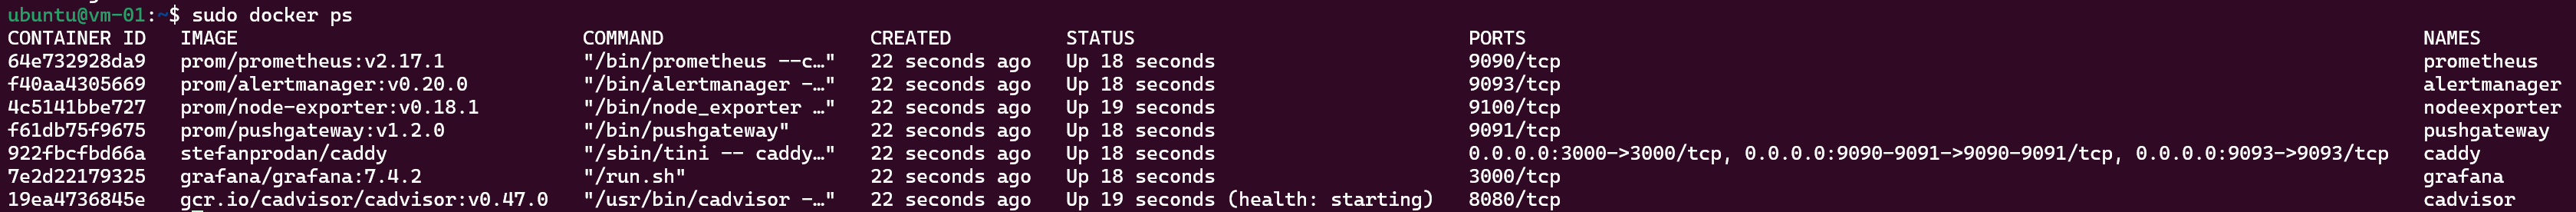 ubuntu@vm-01:~$ sudo docker ps
CONTAINER ID   IMAGE                              COMMAND                  CREATED          STATUS                             PORTS                                                                              NAMES
64e732928da9   prom/prometheus:v2.17.1            "/bin/prometheus --c…"   22 seconds ago   Up 18 seconds                      9090/tcp                                                                           prometheus
f40aa4305669   prom/alertmanager:v0.20.0          "/bin/alertmanager -…"   22 seconds ago   Up 18 seconds                      9093/tcp                                                                           alertmanager
4c5141bbe727   prom/node-exporter:v0.18.1         "/bin/node_exporter …"   22 seconds ago   Up 19 seconds                      9100/tcp                                                                           nodeexporter
f61db75f9675   prom/pushgateway:v1.2.0            "/bin/pushgateway"       22 seconds ago   Up 18 seconds                      9091/tcp                                                                           pushgateway
922fbcfbd66a   stefanprodan/caddy                 "/sbin/tini -- caddy…"   22 seconds ago   Up 18 seconds                      0.0.0.0:3000->3000/tcp, 0.0.0.0:9090-9091->9090-9091/tcp, 0.0.0.0:9093->9093/tcp   caddy
7e2d22179325   grafana/grafana:7.4.2              "/run.sh"                22 seconds ago   Up 18 seconds                      3000/tcp                                                                           grafana
19ea4736845e   gcr.io/cadvisor/cadvisor:v0.47.0   "/usr/bin/cadvisor -…"   22 seconds ago   Up 19 seconds (health: starting)   8080/tcp                                                                           cadvisor